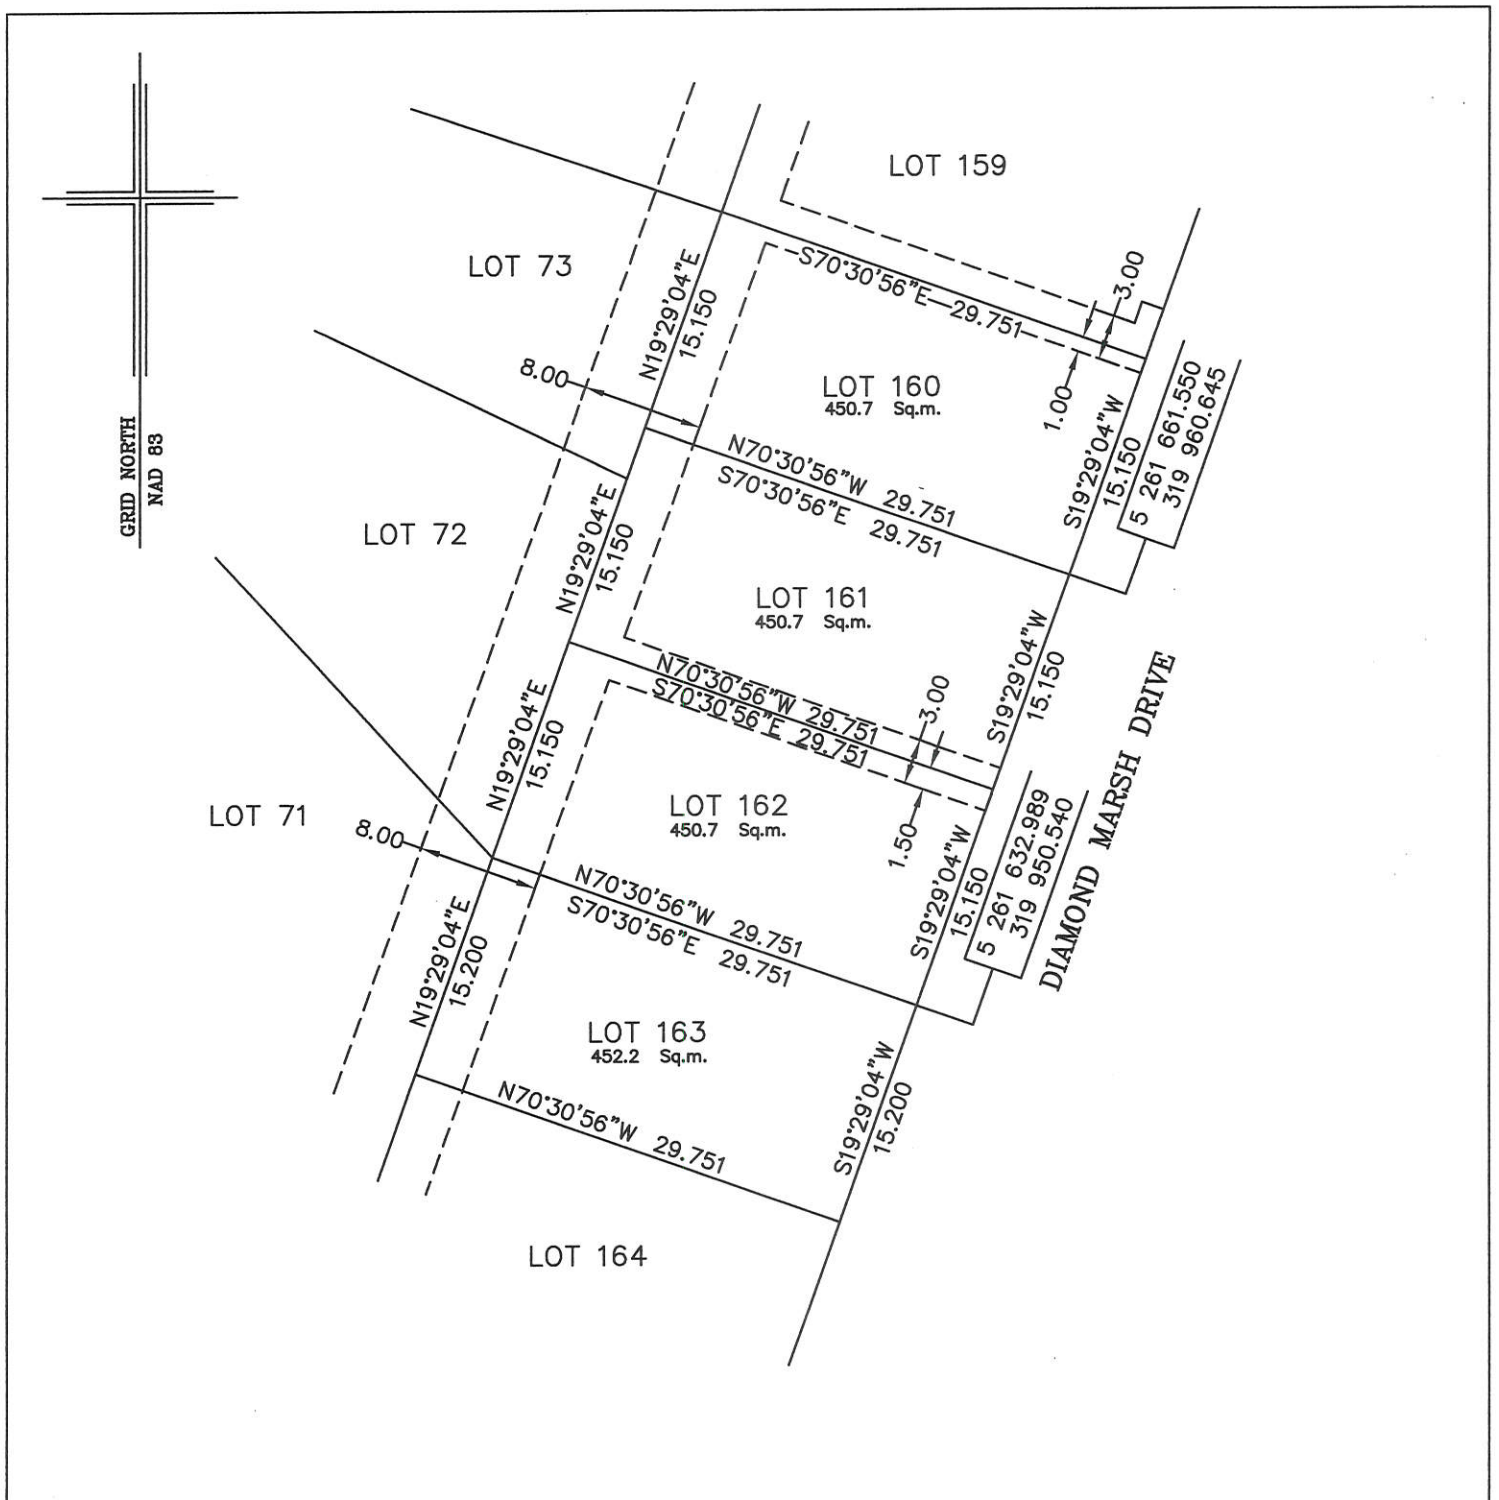 GRID NORTH
NAD 83
LOT 159
LOT 73
N19°29'04"E
15.150
S70°30'56"E 29.751
3.00
1.00
8.00
LOT 160
450.7 Sq.m.
S19°29'04"W
15.150
5 261 661.550
319 960.645
N70°30'56"W 29.751
S70°30'56"E 29.751
LOT 72
N19°29'04"E
15.150
LOT 161
450.7 Sq.m.
S19°29'04"W
15.150
N70°30'56"W 29.751
S70°30'56"E 29.751
3.00
1.50
N19°29'04"E
15.150
LOT 162
450.7 Sq.m.
S19°29'04"W
15.150
5 261 632.989
319 950.540
DIAMOND MARSH DRIVE
LOT 71
8.00
N70°30'56"W 29.751
S70°30'56"E 29.751
N19°29'04"E
15.200
LOT 163
452.2 Sq.m.
S19°29'04"W
15.200
N70°30'56"W 29.751
LOT 164